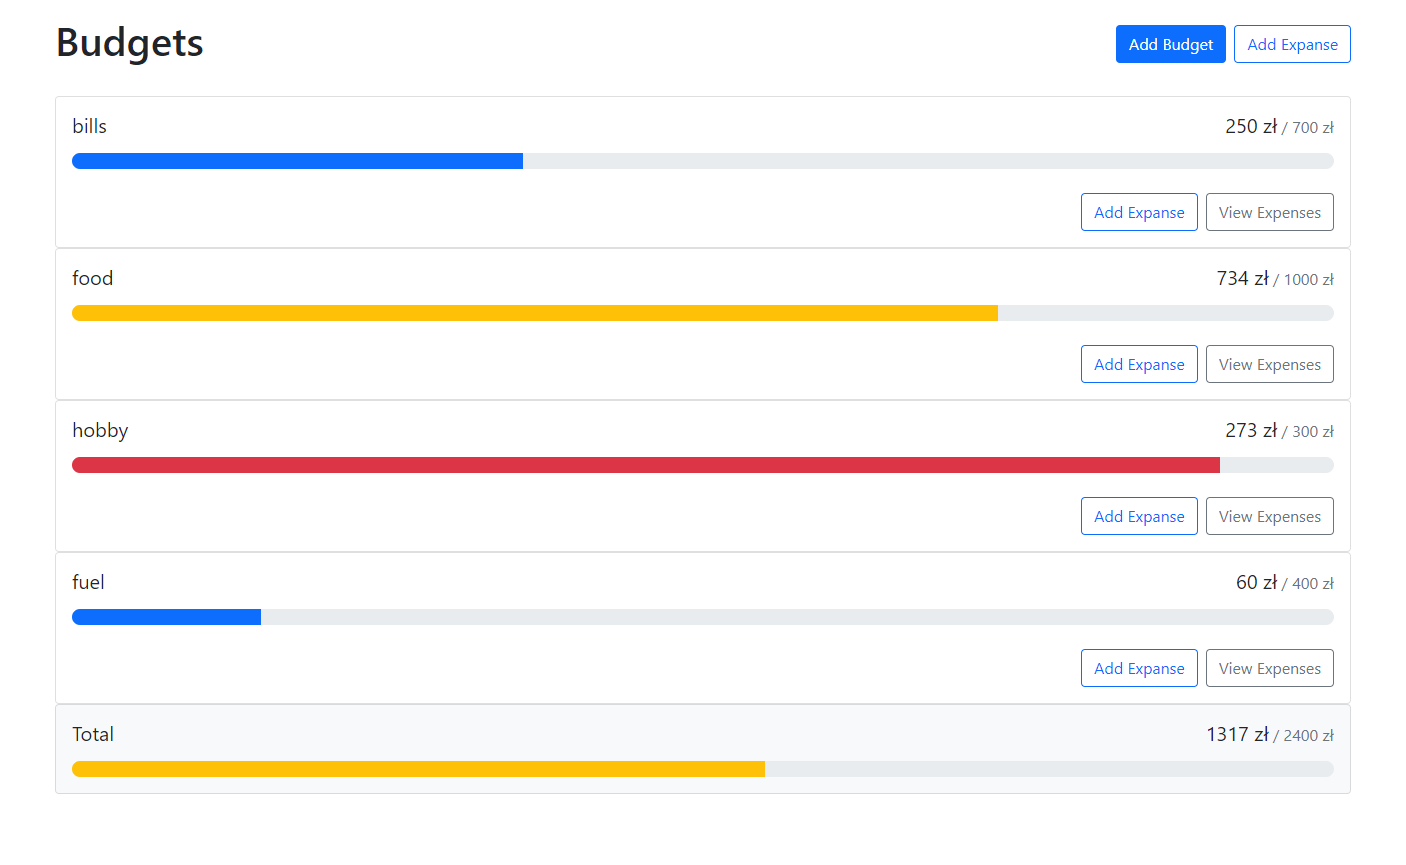 Budgets
Add Budget Add Expanse
bills 250 zł / 700 zł
Add Expanse View Expenses
food 734 zł / 1000 zł
Add Expanse View Expenses
hobby 273 zł / 300 zł
Add Expanse View Expenses
fuel 60 zł / 400 zł
Add Expanse View Expenses
Total 1317 zł / 2400 zł